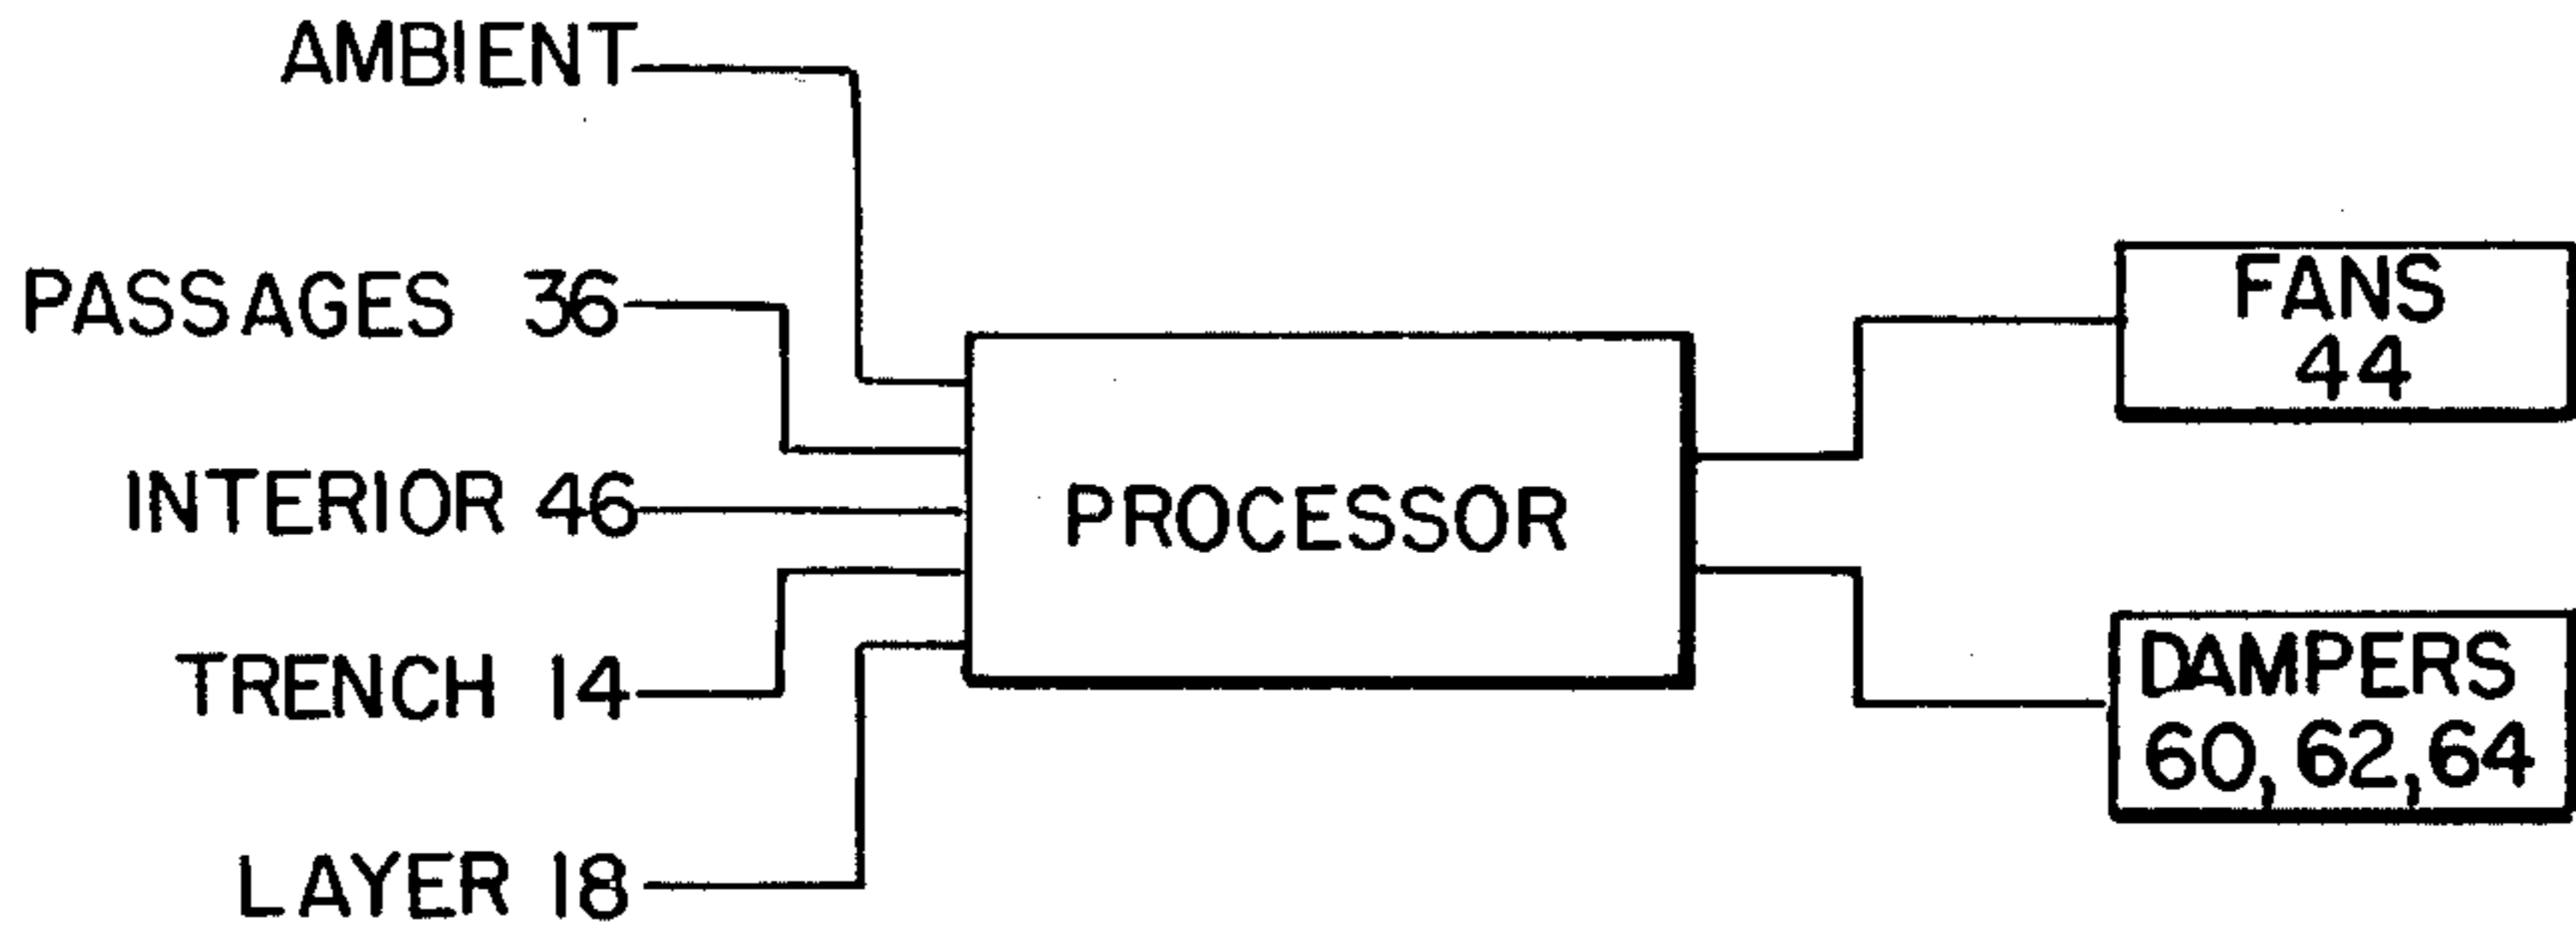 AMBIENT
PASSAGES 36
INTERIOR 46
TRENCH 14
LAYER 18
PROCESSOR
FANS
44
DAMPERS
60, 62, 64